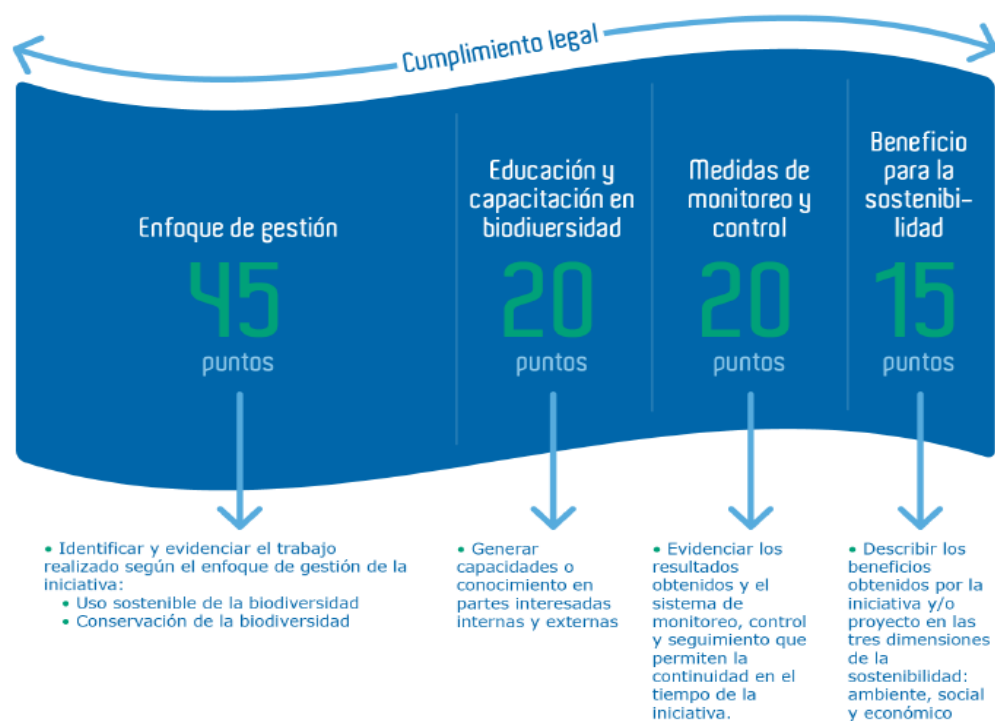 Cumplimiento legal
Enfoque de gestión
45
puntos
Educación y
capacitación en
biodiversidad
20
puntos
Medidas de
monitoreo y
control
20
puntos
Beneficio
para la
sostenibi-
lidad
15
puntos
• Identificar y evidenciar el trabajo
realizado según el enfoque de gestión de la
iniciativa:
• Uso sostenible de la biodiversidad
• Conservación de la biodiversidad
• Generar
capacidades o
conocimiento en
partes interesadas
internas y externas
• Evidenciar los
resultados
obtenidos y el
sistema de
monitoreo, control
y seguimiento que
permiten la
continuidad en el
tiempo de la
iniciativa.
• Describir los
beneficios
obtenidos por la
iniciativa y/o
proyecto en las
tres dimensiones
de la
sostenibilidad:
ambiente, social
y económico